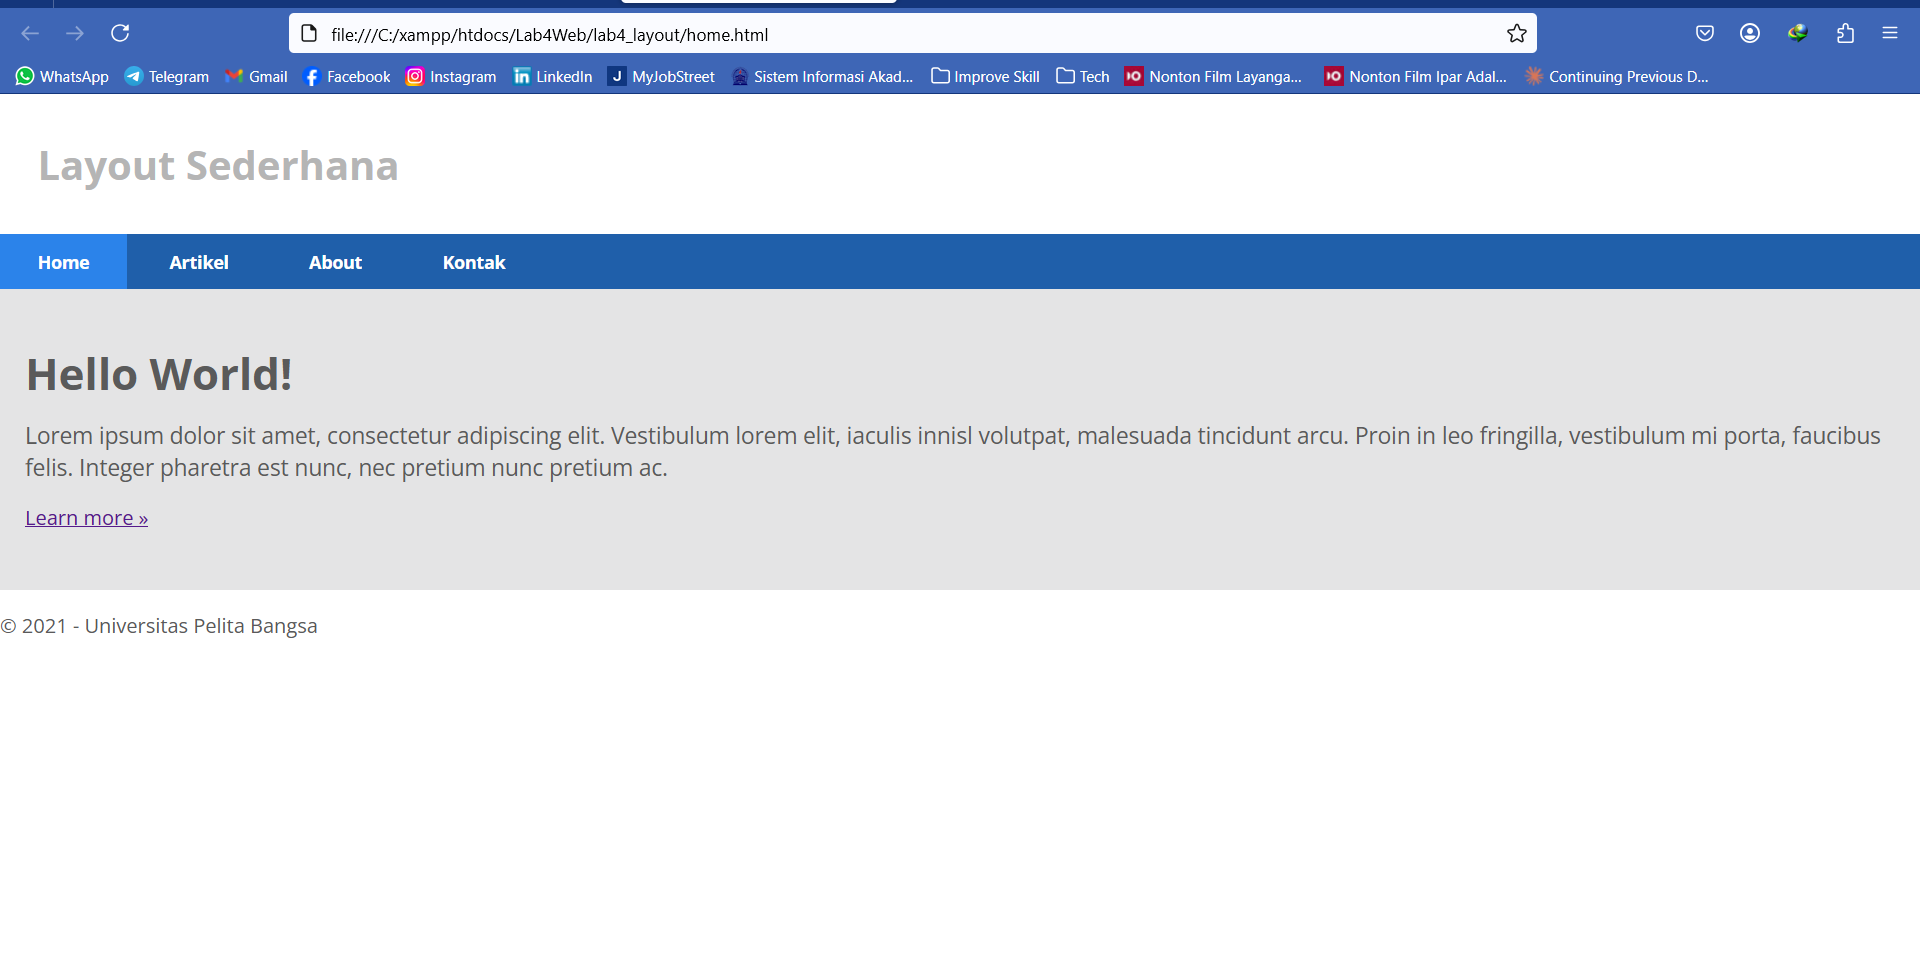 file:///C:/xampp/htdocs/Lab4Web/lab4_layout/home.html
WhatsApp Telegram Gmail Facebook Instagram LinkedIn MyJobStreet Sistem Informasi Akad... Improve Skill Tech Nonton Film Layanga... Nonton Film Ipar Adal... Continuing Previous D...
Layout Sederhana
Home Artikel About Kontak
Hello World!
Lorem ipsum dolor sit amet, consectetur adipiscing elit. Vestibulum lorem elit, iaculis innisl volutpat, malesuada tincidunt arcu. Proin in leo fringilla, vestibulum mi porta, faucibus
felis. Integer pharetra est nunc, nec pretium nunc pretium ac.
Learn more »
© 2021 - Universitas Pelita Bangsa